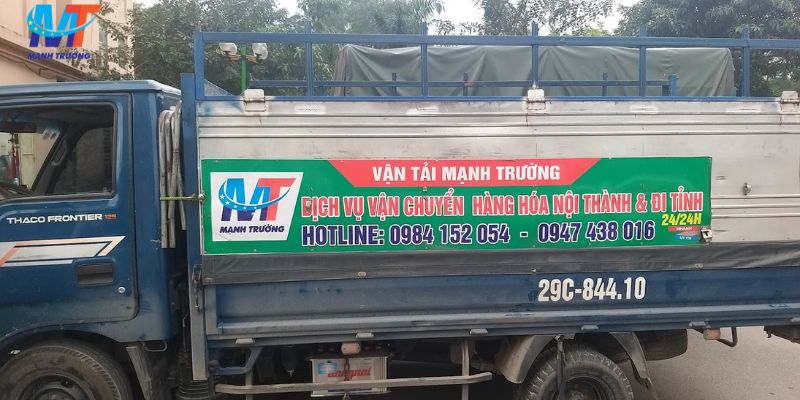 MT
MẠNH TRƯỜNG
VẬN TẢI MẠNH TRƯỜNG
MT
MẠNH TRƯỜNG
DỊCH VỤ VẬN CHUYỂN HÀNG HÓA NỘI THÀNH & ĐI TỈNH
24/24H
HOTLINE: 0984 152 054 - 0947 438 016
THACO FRONTIER 125
29C-844.10